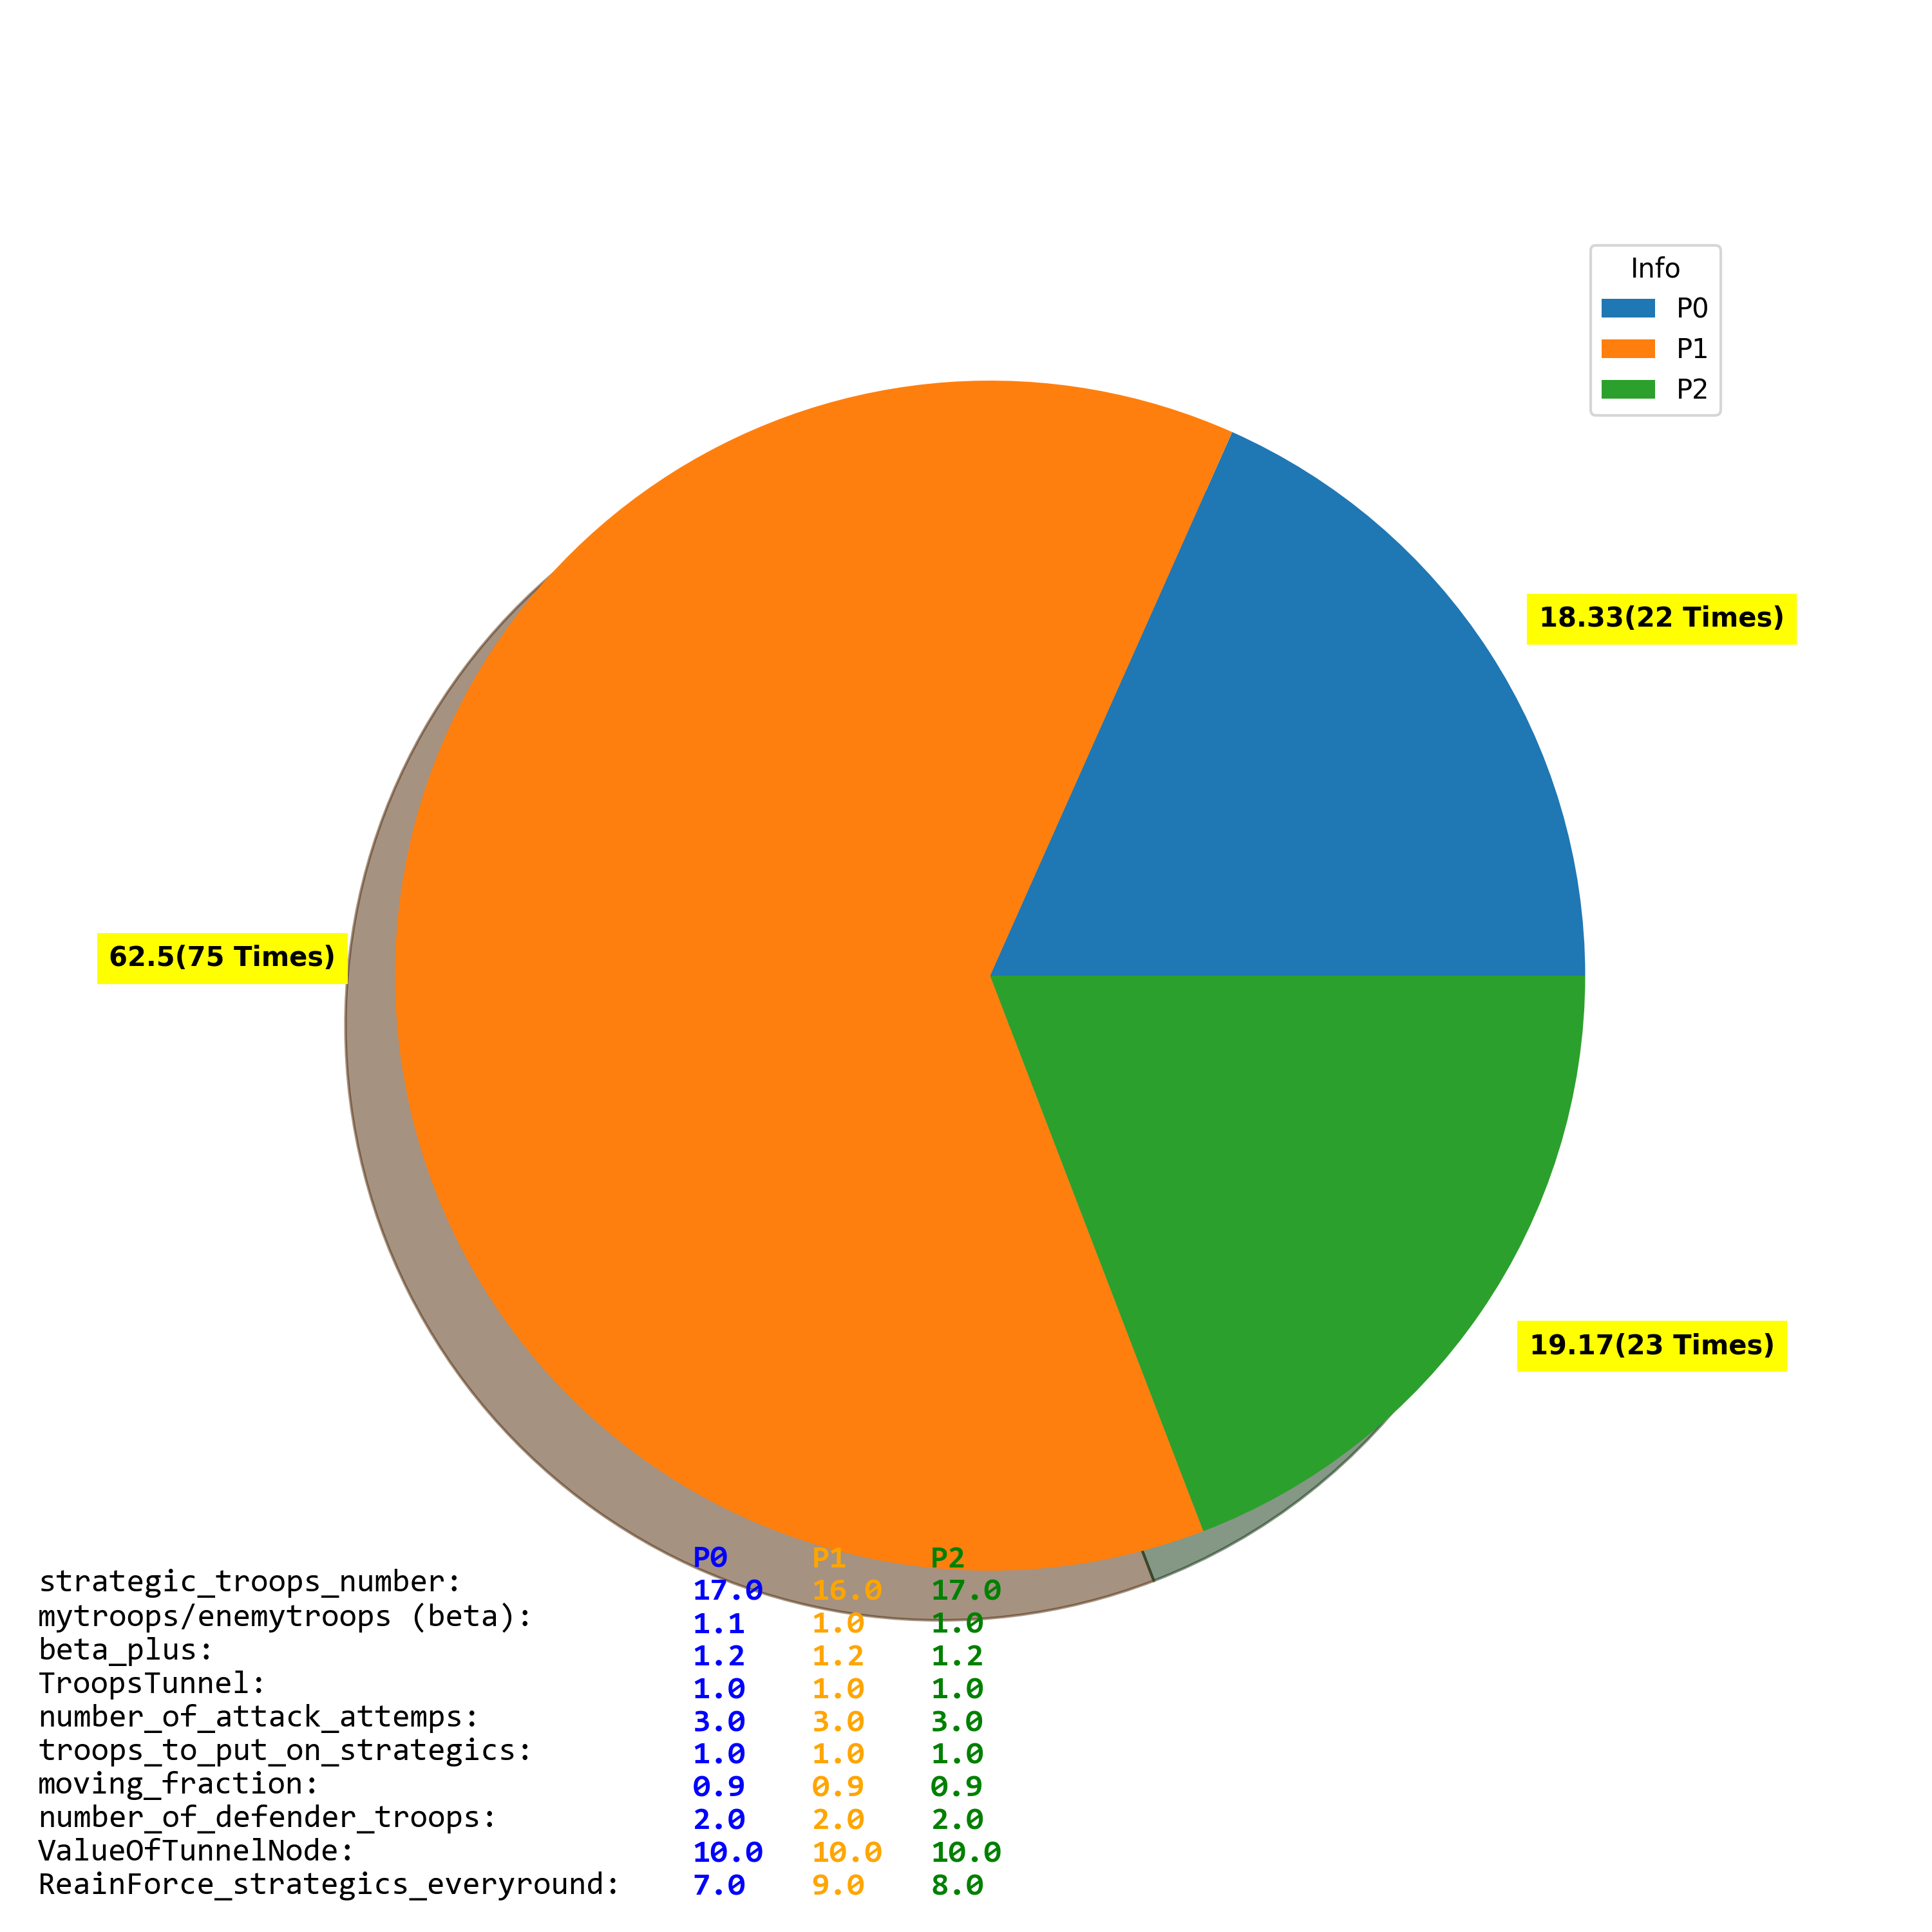 Info
P0
P1
P2
18.33(22 Times)
62.5(75 Times)
19.17(23 Times)
P0 P1 P2
strategic_troops_number: 17.0 16.0 17.0
mytroops/enemytroops (beta): 1.1 1.0 1.0
beta_plus: 1.2 1.2 1.2
TroopsTunnel: 1.0 1.0 1.0
number_of_attack_attemps: 3.0 3.0 3.0
troops_to_put_on_strategics: 1.0 1.0 1.0
moving_fraction: 0.9 0.9 0.9
number_of_defender_troops: 2.0 2.0 2.0
ValueOfTunnelNode: 10.0 10.0 10.0
ReainForce_strategics_everyround: 7.0 9.0 8.0